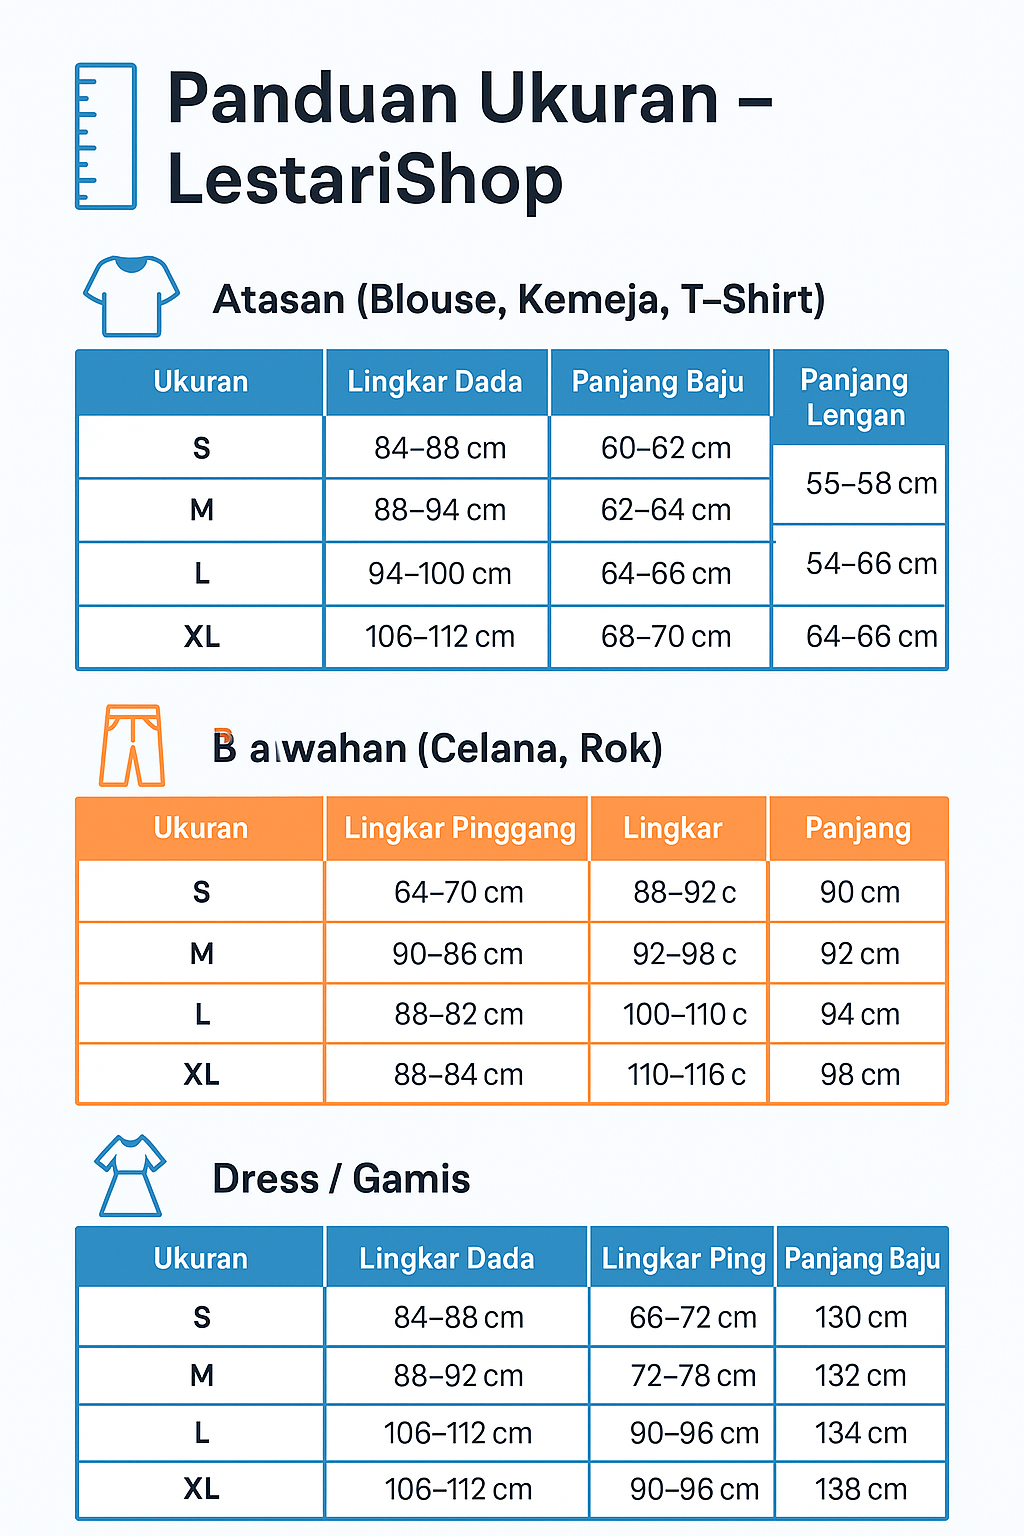 Panduan Ukuran –
LestariShop
Atasan (Blouse, Kemeja, T–Shirt)
Ukuran Lingkar Dada Panjang Baju Panjang Lengan
S 84–88 cm 60–62 cm 55–58 cm
M 88–94 cm 62–64 cm
L 94–100 cm 64–66 cm 54–66 cm
XL 106–112 cm 68–70 cm 64–66 cm
Bawahan (Celana, Rok)
Ukuran Lingkar Pinggang Lingkar Panjang
S 64–70 cm 88–92 c 90 cm
M 90–86 cm 92–98 c 92 cm
L 88–82 cm 100–110 c 94 cm
XL 88–84 cm 110–116 c 98 cm
Dress / Gamis
Ukuran Lingkar Dada Lingkar Ping Panjang Baju
S 84–88 cm 66–72 cm 130 cm
M 88–92 cm 72–78 cm 132 cm
L 106–112 cm 90–96 cm 134 cm
XL 106–112 cm 90–96 cm 138 cm